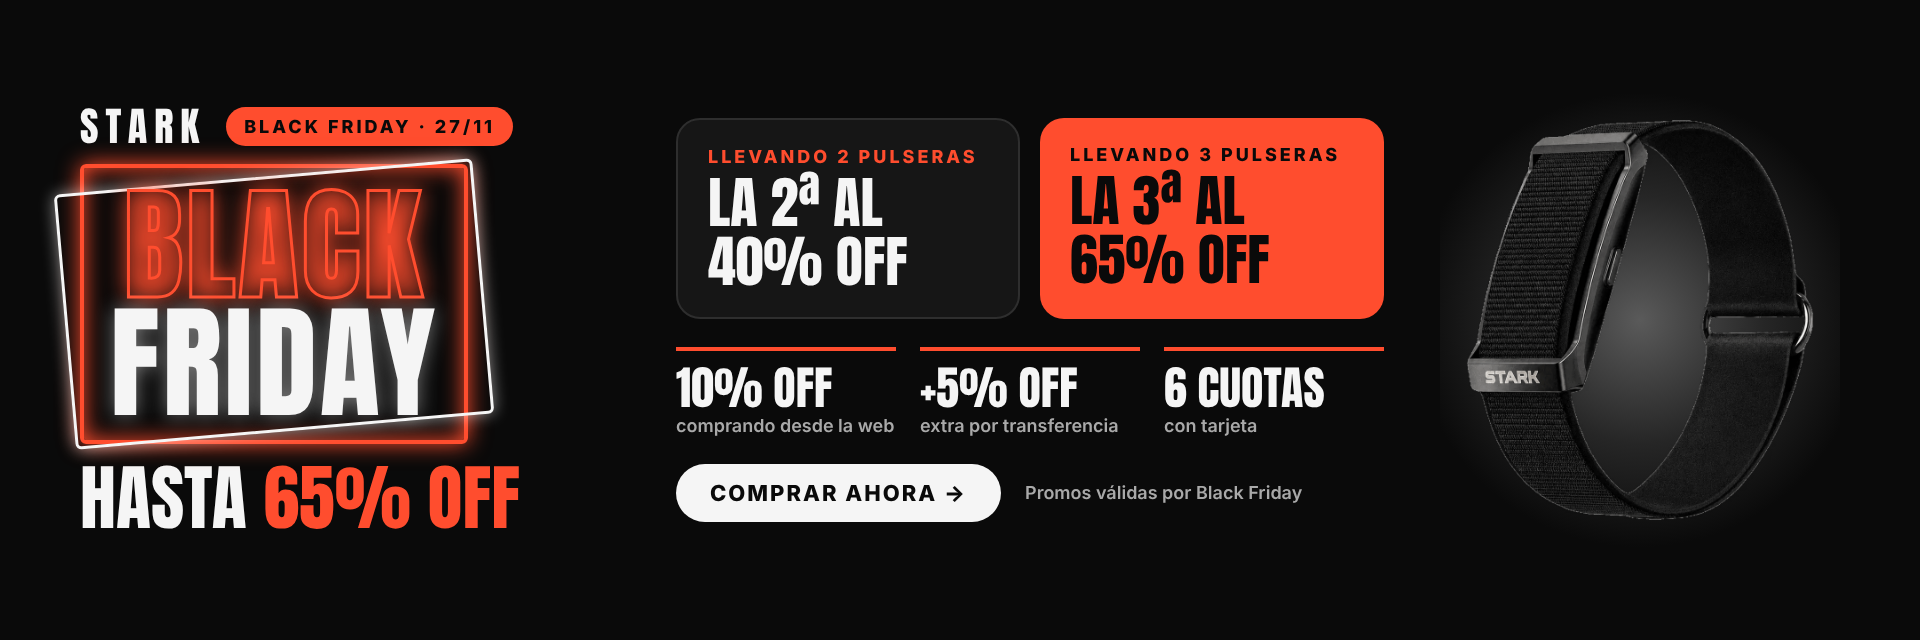 STARK
BLACK FRIDAY · 27/11
BLACK
FRIDAY
HASTA 65% OFF
LLEVANDO 2 PULSERAS
LA 2ª AL
40% OFF
LLEVANDO 3 PULSERAS
LA 3ª AL
65% OFF
10% OFF
comprando desde la web
+5% OFF
extra por transferencia
6 CUOTAS
con tarjeta
COMPRAR AHORA →
Promos válidas por Black Friday
STARK